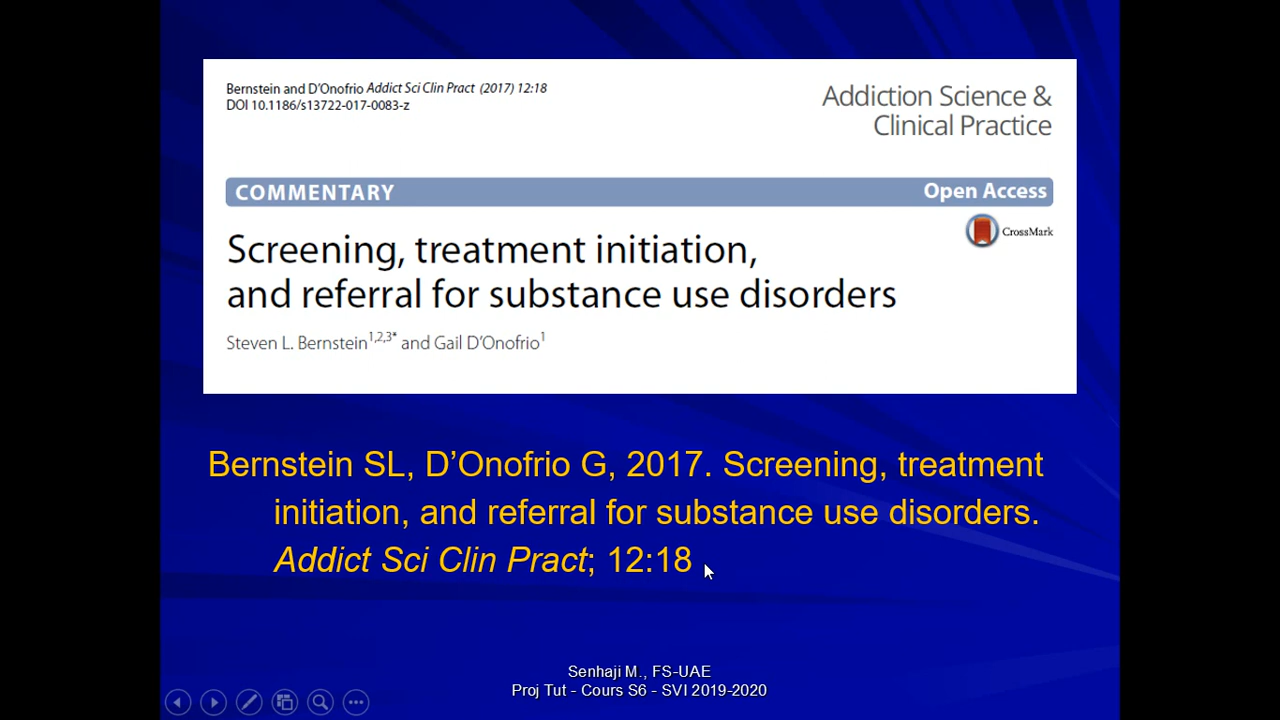 Bernstein and D’Onofrio Addict Sci Clin Pract (2017) 12:18
DOI 10.1186/s13722-017-0083-z
Addiction Science &
Clinical Practice
COMMENTARY
Open Access
CrossMark
Screening, treatment initiation,
and referral for substance use disorders
Steven L. Bernstein1,2,3* and Gail D’Onofrio1
Bernstein SL, D’Onofrio G, 2017. Screening, treatment
initiation, and referral for substance use disorders.
Addict Sci Clin Pract; 12:18
Senhaji M., FS-UAE
Proj Tut - Cours S6 - SVI 2019-2020